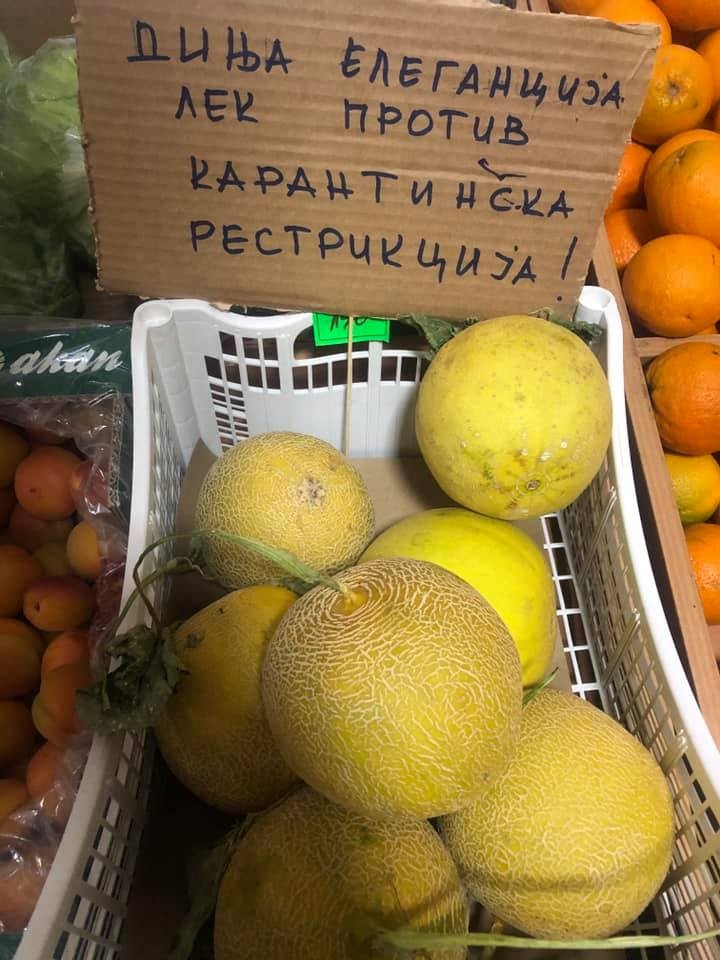 ДИЊА ЕЛЕГАНЦИЈА
ЛЕК ПРОТИВ
КАРАНТИНСКА
РЕСТРИКЦИЈА!
akan